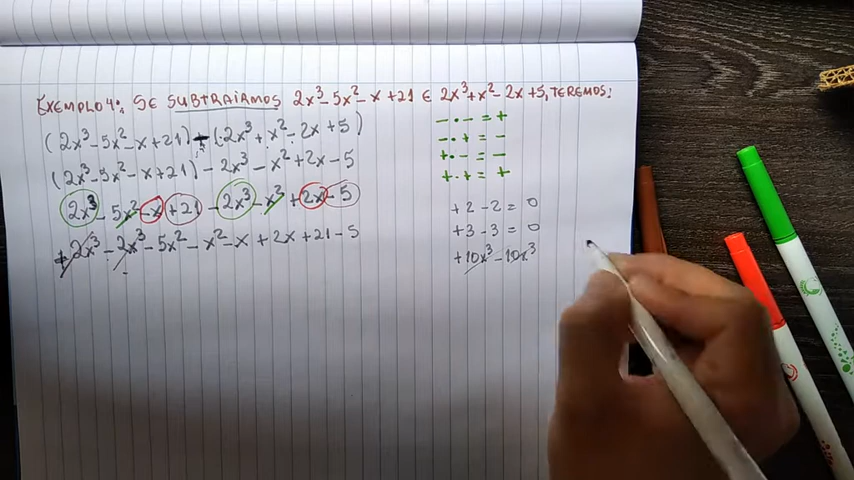 EXEMPLO 4: SE SUBTRAIRMOS 2x³-5x²-x+21 E 2x³+x²-2x+5, TEREMOS:
(2x³-5x²-x+21)-(2x³+x²-2x+5)
(2x³-5x²-x+21)-2x³-x²+2x-5
2x³-5x²-x+21-2x³-x²+2x-5
+2x³-2x³-5x²-x²-x+2x+21-5
-·-=+
-·+=-
+·-=-
+·+=+
+2-2=0
+3-3=0
+10x³-10x³